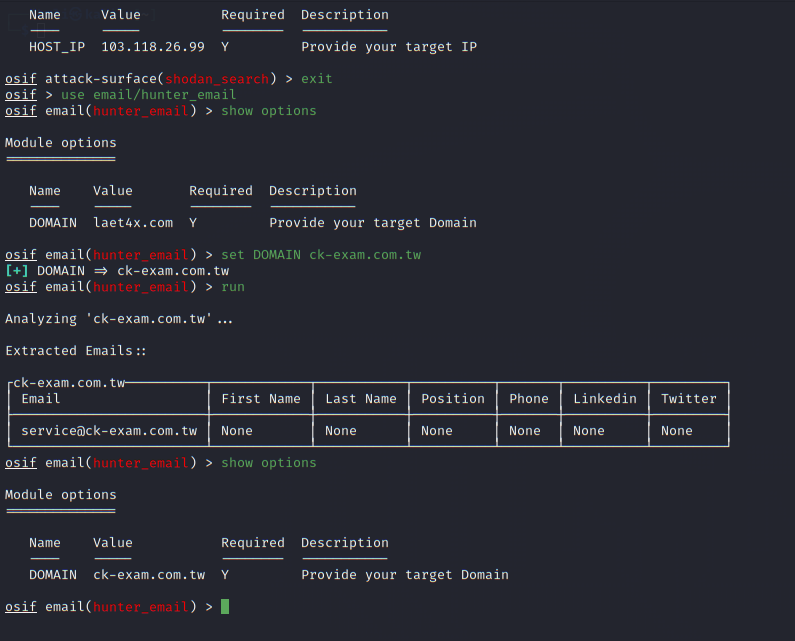 Name Value Required Description
HOST_IP 103.118.26.99 Y Provide your target IP
osif attack-surface(shodan_search) > exit
osif > use email/hunter_email
osif email(hunter_email) > show options
Module options
Name Value Required Description
DOMAIN laet4x.com Y Provide your target Domain
osif email(hunter_email) > set DOMAIN ck-exam.com.tw
[+] DOMAIN => ck-exam.com.tw
osif email(hunter_email) > run
Analyzing 'ck-exam.com.tw'...
Extracted Emails::
ck-exam.com.tw
Email First Name Last Name Position Phone Linkedin Twitter
service@ck-exam.com.tw None None None None None None
osif email(hunter_email) > show options
Module options
Name Value Required Description
DOMAIN ck-exam.com.tw Y Provide your target Domain
osif email(hunter_email) >